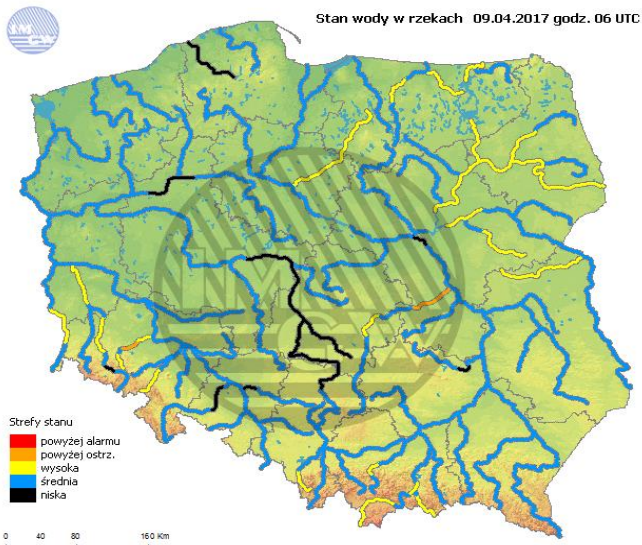 Stan wody w rzekach 09.04.2017 godz. 06 UTC
Strefy stanu
powyżej alarmu
powyżej ostrz.
wysoka
średnia
niska
0 40 80 160 Km